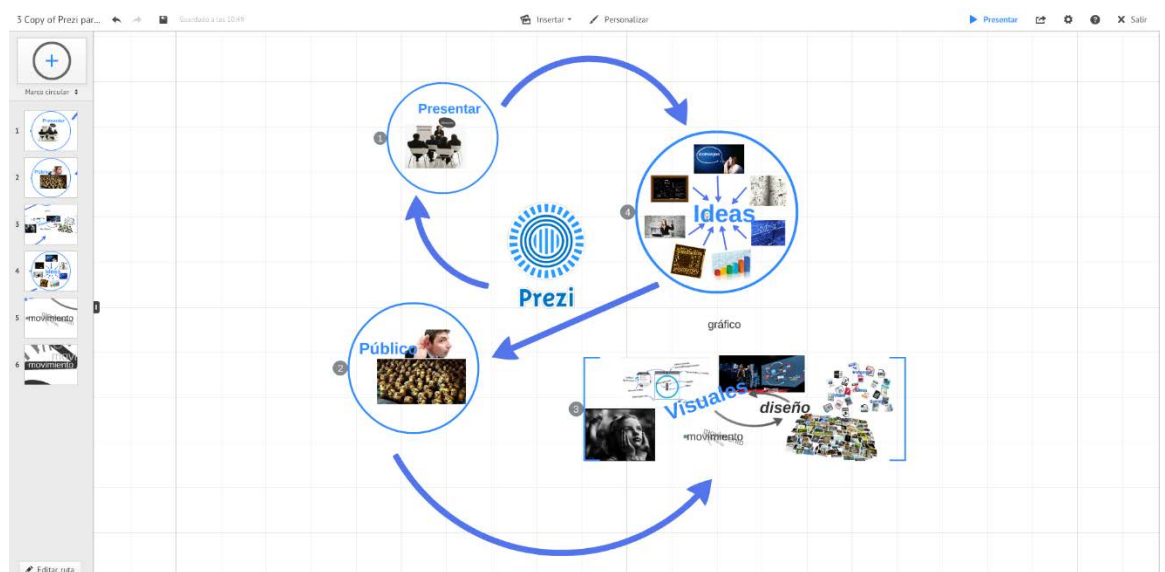 3 Copy of Prezi par...
Guardado a las 10:49
Insertar
Personalizar
Presentar
X Salir
Marco circular
1
2
3
4
5
6
movimiento
movimiento
Editar ruta
Presentar
1
Ideas
4
Prezi
Público
2
gráfico
Visuales
diseño
movimiento
3